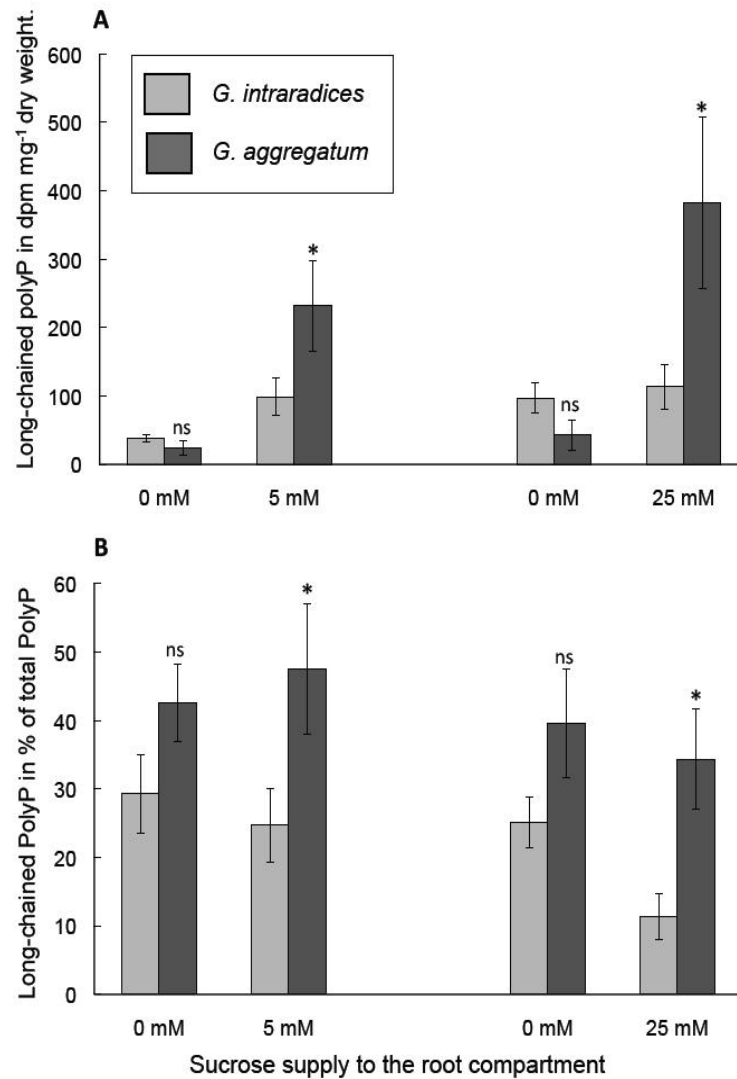 A
Long-chained polyP in dpm mg⁻¹ dry weight.
600
500
400
300
200
100
0
G. intraradices
G. aggregatum
ns
*
ns
*
0 mM
5 mM
0 mM
25 mM
B
Long-chained PolyP in % of total PolyP
60
50
40
30
20
10
0
ns
*
ns
*
0 mM
5 mM
0 mM
25 mM
Sucrose supply to the root compartment